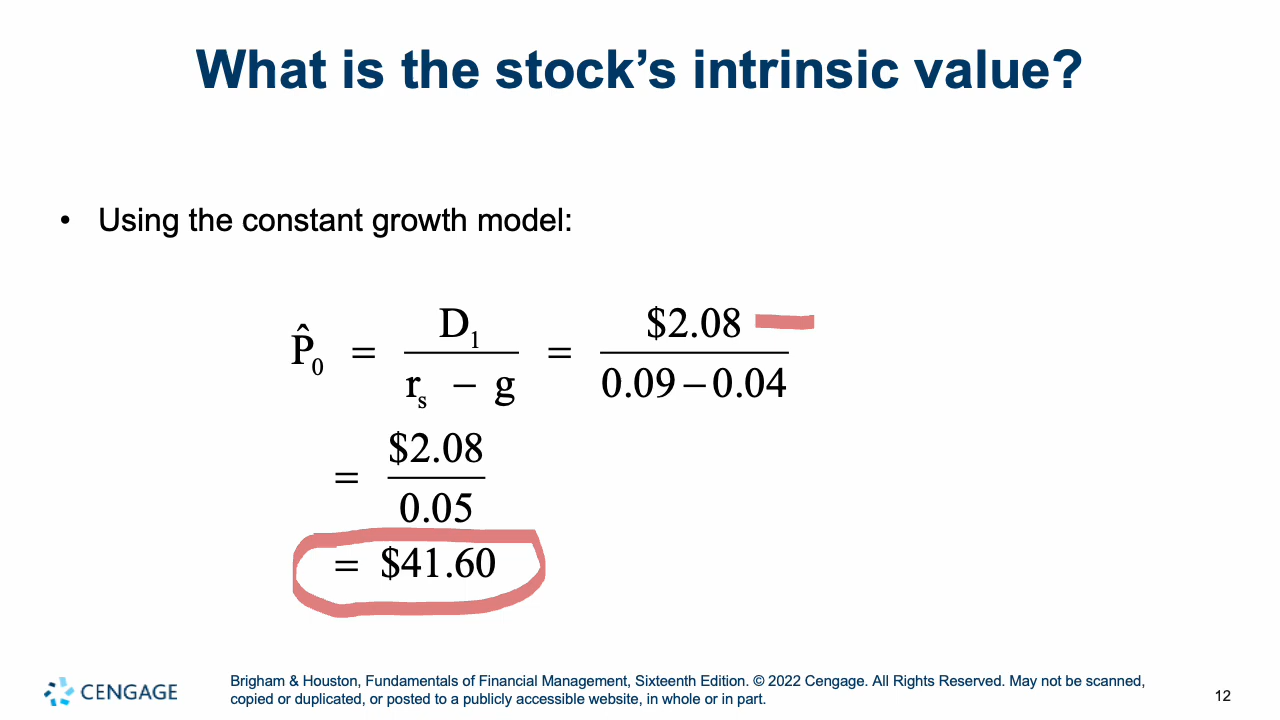 What is the stock’s intrinsic value?
• Using the constant growth model:
P̂₀ = D₁ / (rₛ − g) = $2.08 / (0.09 − 0.04)
= $2.08 / 0.05
= $41.60
CENGAGE
Brigham & Houston, Fundamentals of Financial Management, Sixteenth Edition. © 2022 Cengage. All Rights Reserved. May not be scanned,
copied or duplicated, or posted to a publicly accessible website, in whole or in part.
12